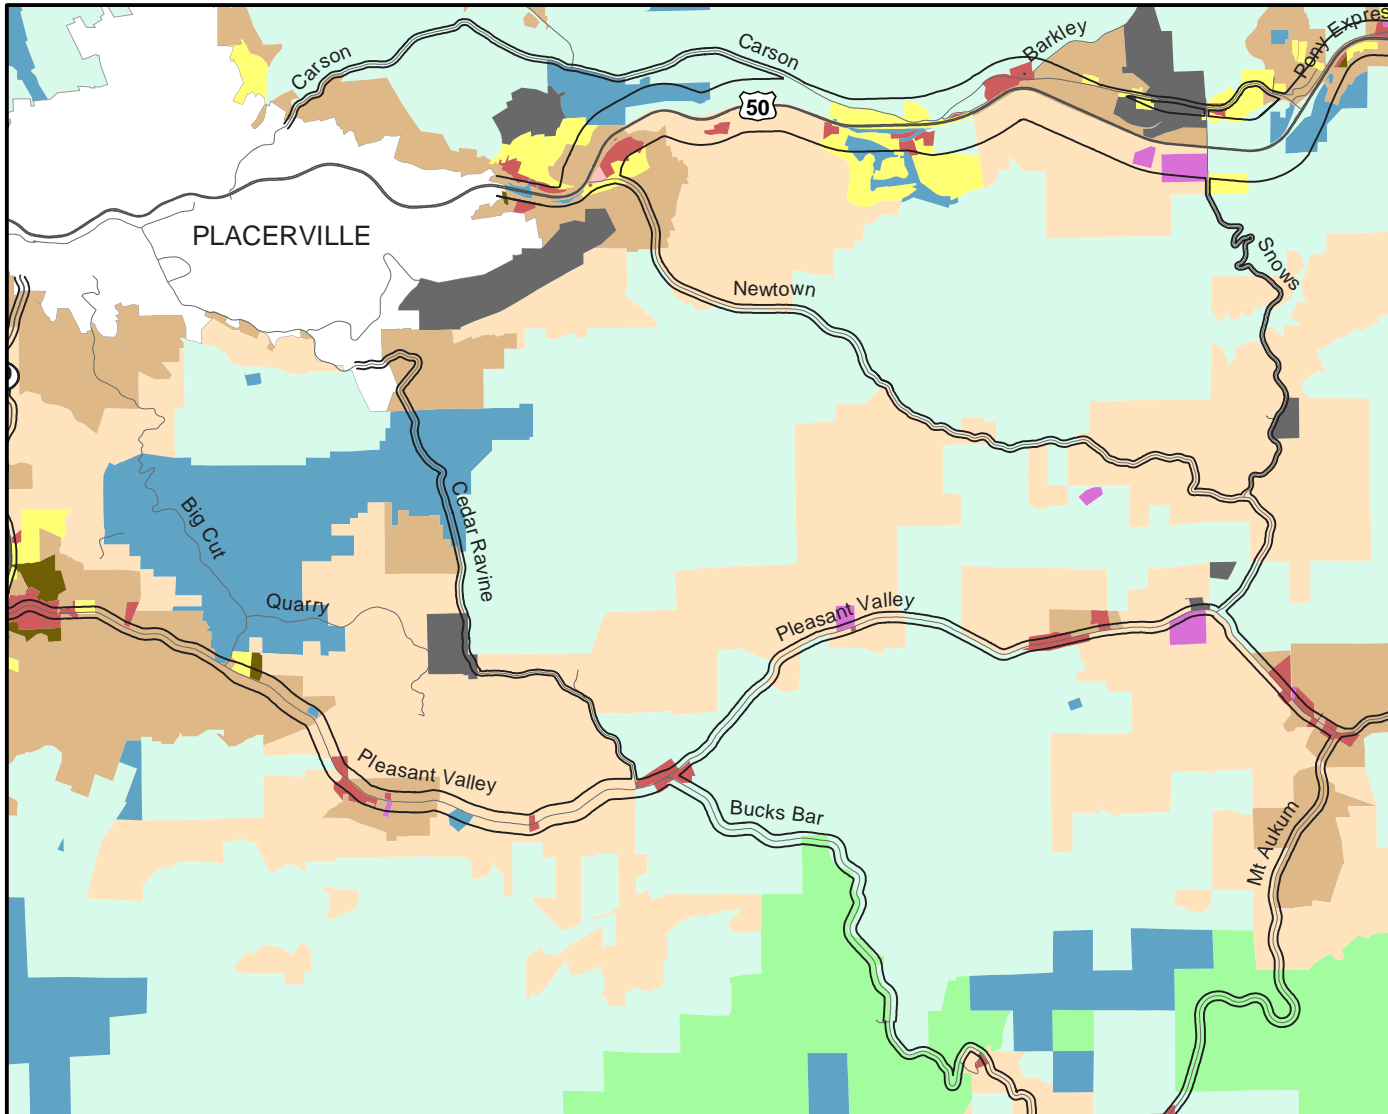 Carson
Carson
Barkley
Pony Expres
50
PLACERVILLE
Snows
Newtown
Big Cut
Cedar Ravine
Quarry
Pleasant Valley
Pleasant Valley
Bucks Bar
Mt Aukum